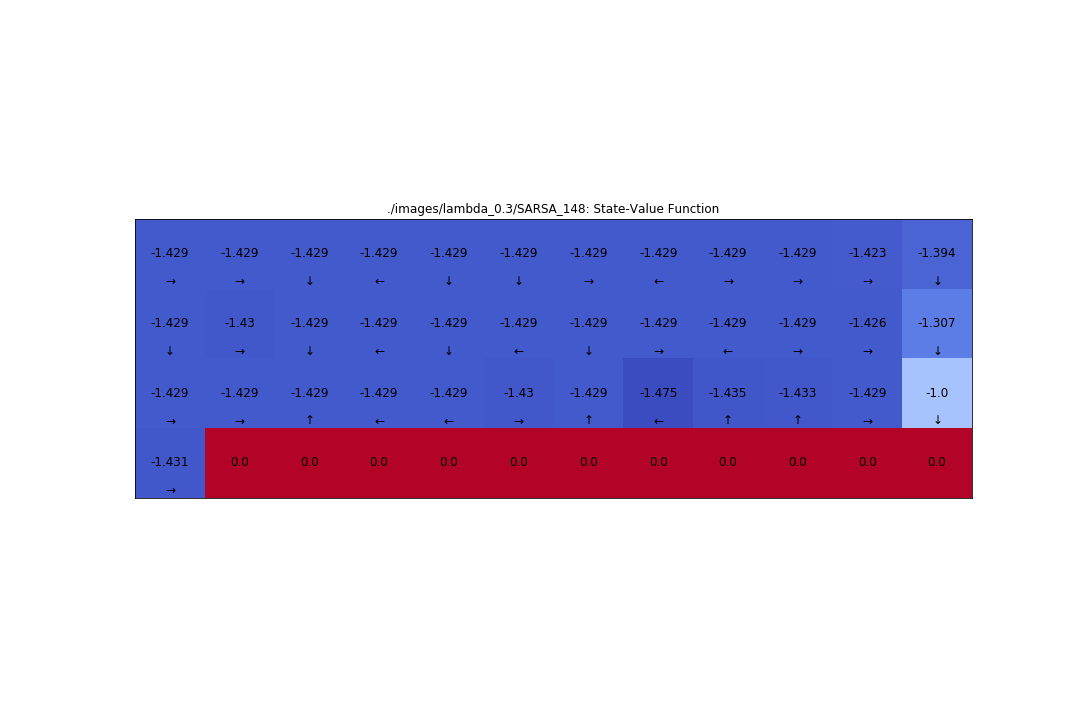 ./images/lambda_0.3/SARSA_148: State-Value Function
-1.429 -1.429 -1.429 -1.429 -1.429 -1.429 -1.429 -1.429 -1.429 -1.429 -1.423 -1.394
→ → ↓ ← ↓ ↓ → ← → → → ↓
-1.429 -1.43 -1.429 -1.429 -1.429 -1.429 -1.429 -1.429 -1.429 -1.429 -1.426 -1.307
↓ → ↓ ← ↓ ← ↓ → ← → → ↓
-1.429 -1.429 -1.429 -1.429 -1.429 -1.43 -1.429 -1.475 -1.435 -1.433 -1.429 -1.0
→ → ↑ ← ← → ↑ ← ↑ ↑ → ↓
-1.431 0.0 0.0 0.0 0.0 0.0 0.0 0.0 0.0 0.0 0.0 0.0
→